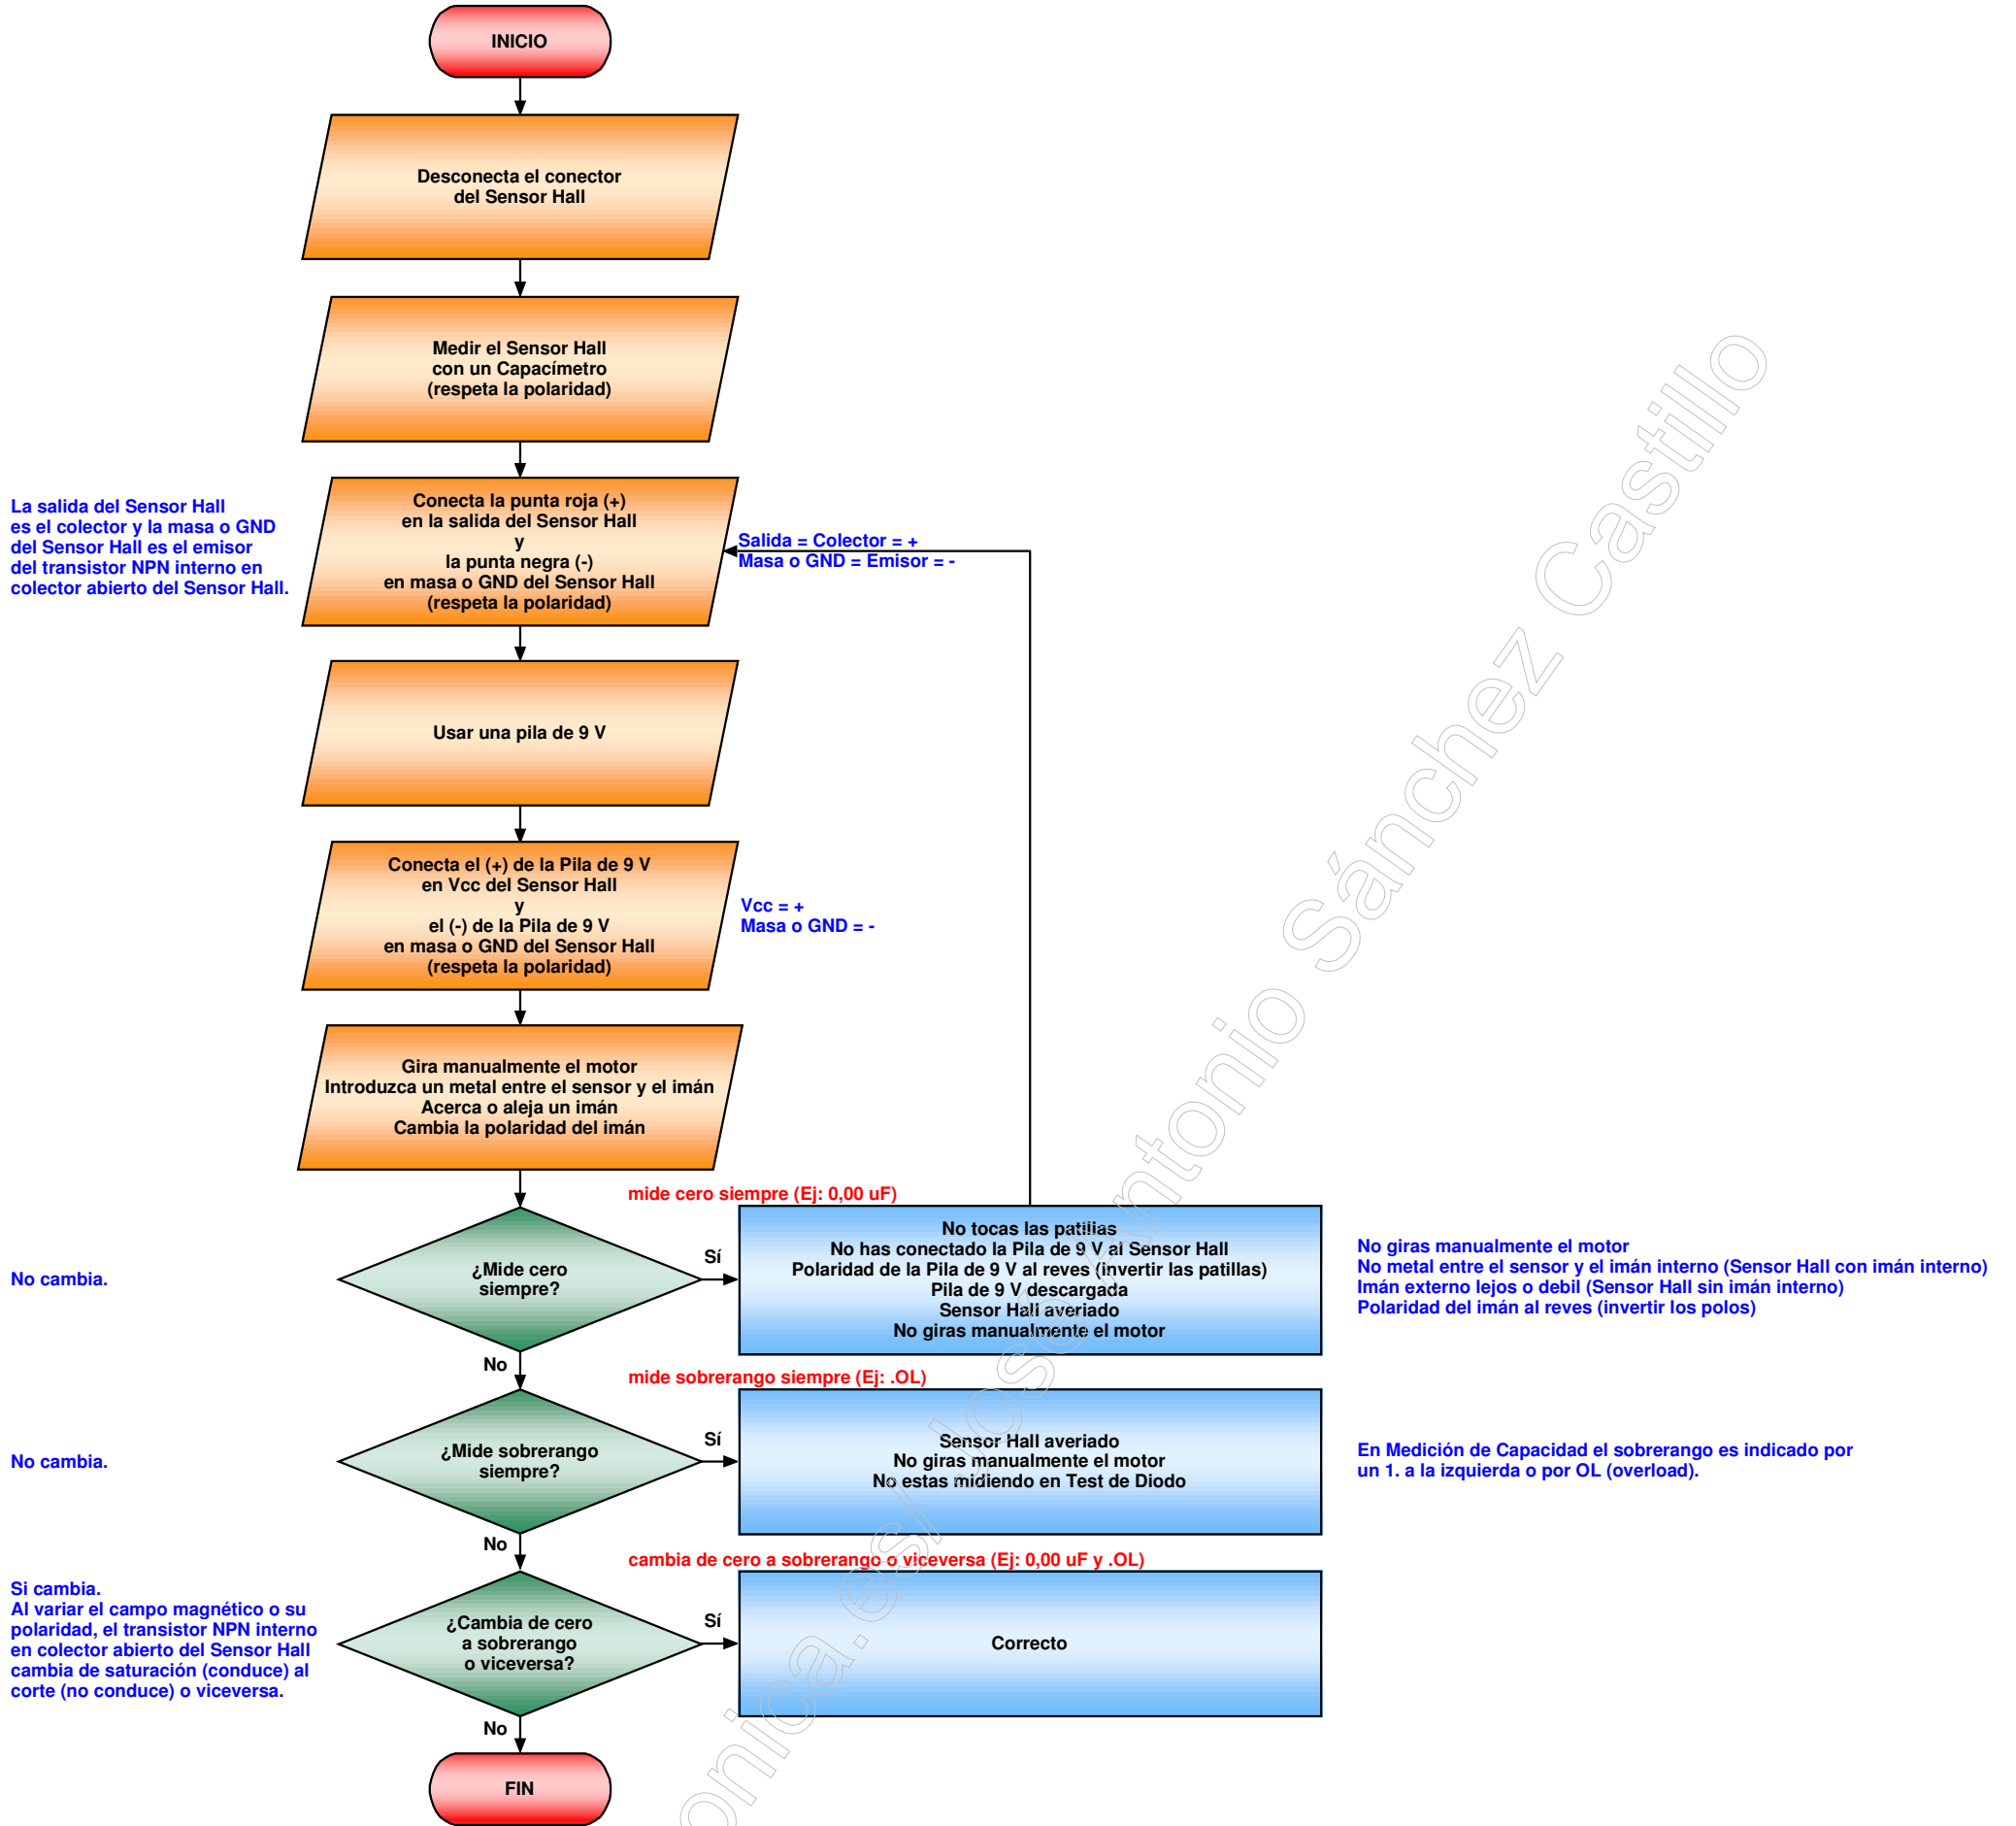 INICIO
Desconecta el conector
del Sensor Hall
Medir el Sensor Hall
con un Capacímetro
(respeta la polaridad)
La salida del Sensor Hall
es el colector y la masa o GND
del Sensor Hall es el emisor
del transistor NPN interno en
colector abierto del Sensor Hall.
Conecta la punta roja (+)
en la salida del Sensor Hall
y
la punta negra (-)
en masa o GND del Sensor Hall
(respeta la polaridad)
Salida = Colector = +
Masa o GND = Emisor = -
Usar una pila de 9 V
Conecta el (+) de la Pila de 9 V
en Vcc del Sensor Hall
y
el (-) de la Pila de 9 V
en masa o GND del Sensor Hall
(respeta la polaridad)
Vcc = +
Masa o GND = -
Gira manualmente el motor
Introduzca un metal entre el sensor y el imán
Acerca o aleja un imán
Cambia la polaridad del imán
mide cero siempre (Ej: 0,00 uF)
No cambia.
¿Mide cero
siempre?
Sí
No tocas las patillas
No has conectado la Pila de 9 V al Sensor Hall
Polaridad de la Pila de 9 V al reves (invertir las patillas)
Pila de 9 V descargada
Sensor Hall averiado
No giras manualmente el motor
No giras manualmente el motor
No metal entre el sensor y el imán interno (Sensor Hall con imán interno)
Imán externo lejos o debil (Sensor Hall sin imán interno)
Polaridad del imán al reves (invertir los polos)
No
mide sobrerango siempre (Ej: .OL)
No cambia.
¿Mide sobrerango
siempre?
Sí
Sensor Hall averiado
No giras manualmente el motor
No estas midiendo en Test de Diodo
En Medición de Capacidad el sobrerango es indicado por
un 1. a la izquierda o por OL (overload).
No
cambia de cero a sobrerango o viceversa (Ej: 0,00 uF y .OL)
Si cambia.
Al variar el campo magnético o su
polaridad, el transistor NPN interno
en colector abierto del Sensor Hall
cambia de saturación (conduce) al
corte (no conduce) o viceversa.
¿Cambia de cero
a sobrerango
o viceversa?
Sí
Correcto
No
FIN
onica.es/ José Antonio Sánchez Castillo